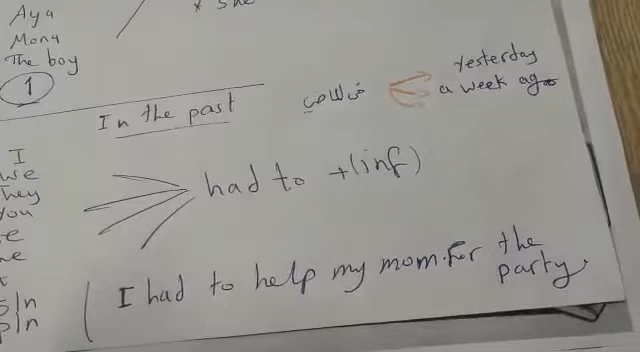 Aya
* she
Mona
The boy
1
In the past
في الماضي
Yesterday
a week ago
I
we
They
You
had to + (inf)
s|n
p|n
I had to help my mom. For the
party.